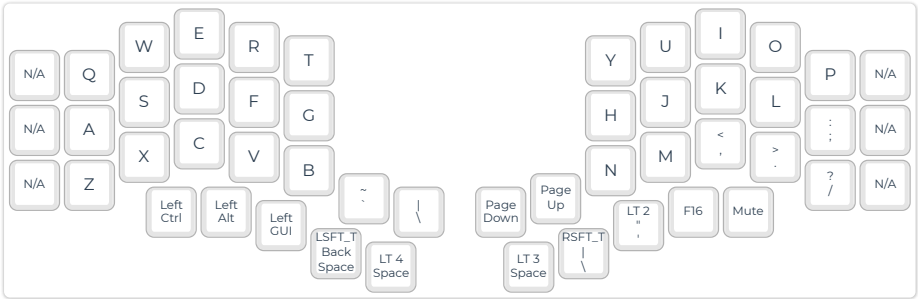 E
I
W
R
U
O
T
Y
N/A
Q
P
N/A
D
K
S
F
J
L
G
H
N/A
A
:
;
N/A
C
<
,
X
V
M
>
.
B
N
N/A
Z
?
/
N/A
~
`
|
\
Page
Down
Page
Up
Left
Ctrl
Left
Alt
Left
GUI
LT 2
"
'
F16
Mute
LSFT_T
Back
Space
LT 4
Space
LT 3
Space
RSFT_T
|
\